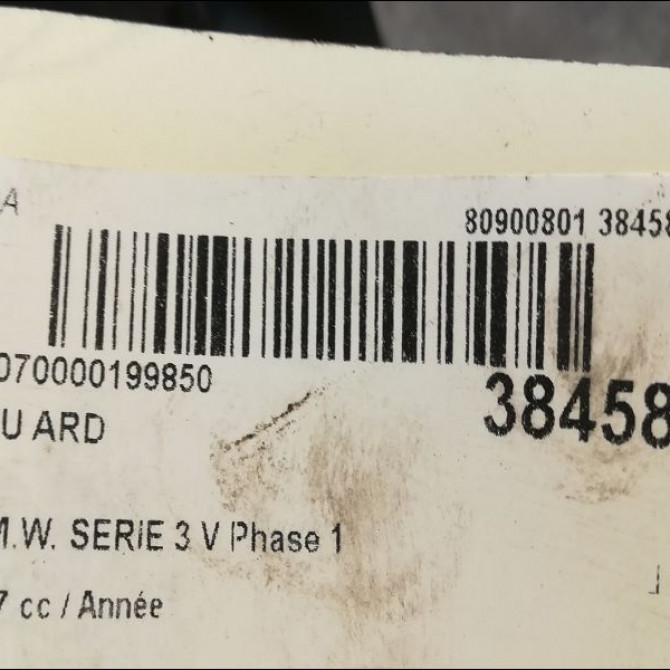 A
80900801 38458
070000199850
38458
U ARD
M.W. SERIE 3 V Phase 1
7 cc / Année